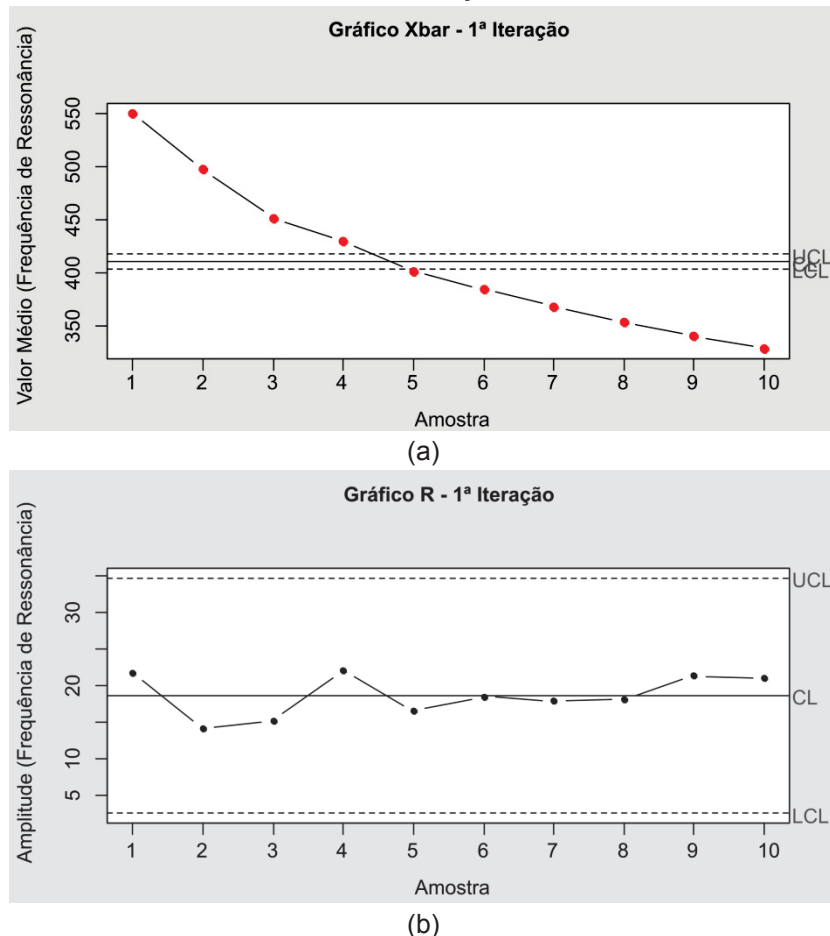 Gráfico Xbar - 1ª Iteração
Valor Médio (Frequência de Ressonância)
550
500
450
400
350
UCL
CL
LCL
1 2 3 4 5 6 7 8 9 10
Amostra
(a)
Gráfico R - 1ª Iteração
Amplitude (Frequência de Ressonância)
30
20
10
5
UCL
CL
LCL
1 2 3 4 5 6 7 8 9 10
Amostra
(b)